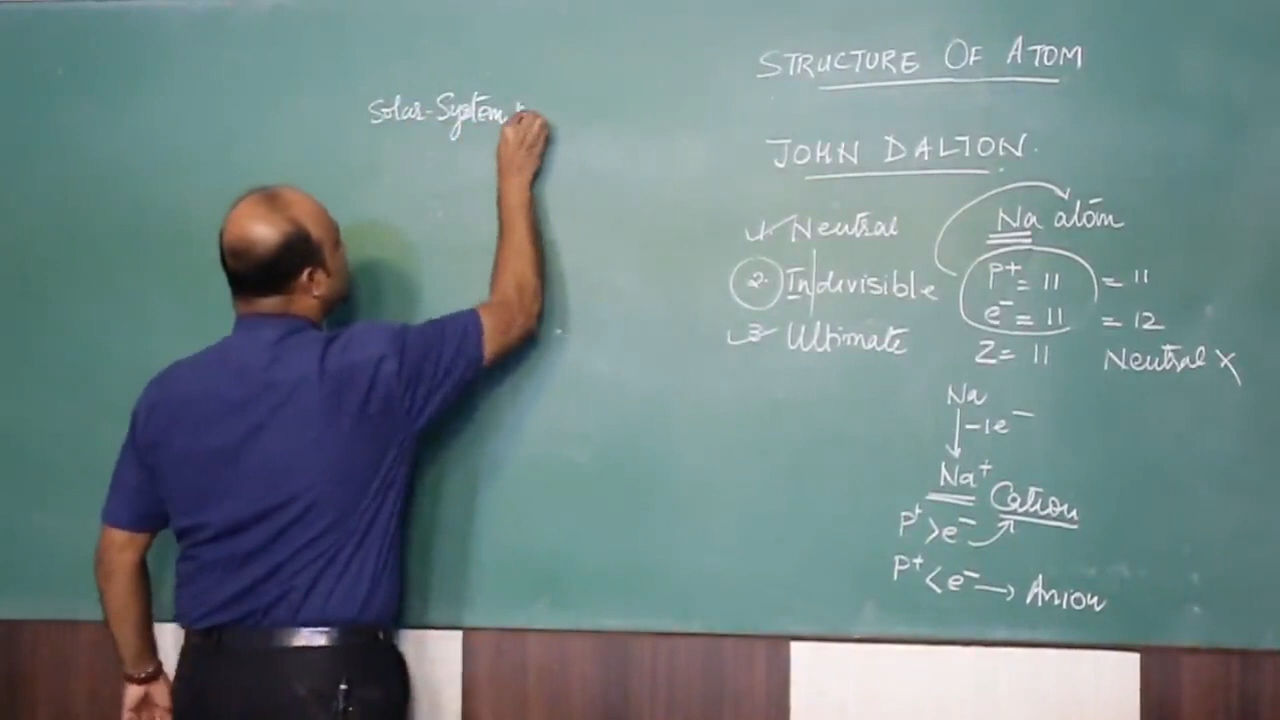 STRUCTURE OF ATOM
Solar-System
JOHN DALTON.
1. Neutral
2. Indivisible
3. Ultimate
Na atom
P⁺ = 11 = 11
e⁻ = 11 = 12
Z = 11 Neutral X
Na
↓ -1e⁻
Na⁺ Cation
P⁺ > e⁻
P⁺ < e⁻ → Anion